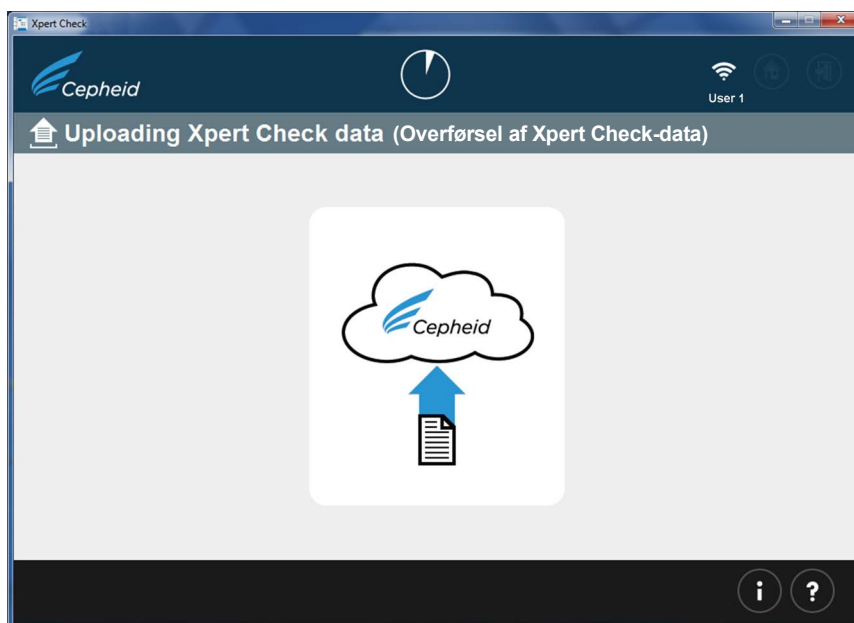 Xpert Check
Cepheid
User 1
Uploading Xpert Check data (Overførsel af Xpert Check-data)
Cepheid
i ?